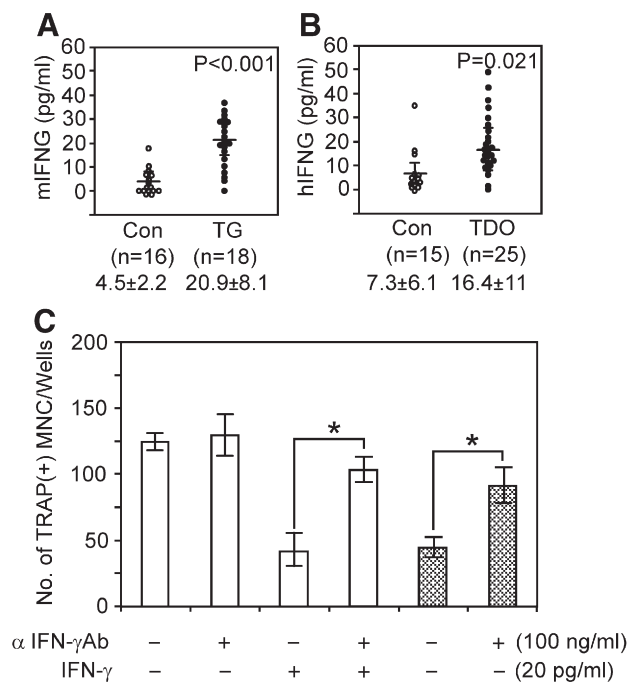 A
mIFNG (pg/ml)
60
50
40
30
20
10
0
P<0.001
Con TG
(n=16) (n=18)
4.5±2.2 20.9±8.1
B
hIFNG (pg/ml)
60
50
40
30
20
10
0
P=0.021
Con TDO
(n=15) (n=25)
7.3±6.1 16.4±11
C
No. of TRAP(+) MNC/Wells
200
150
100
50
0
* *
α IFN-γAb − + − + − + (100 ng/ml)
IFN-γ − − + + − − (20 pg/ml)